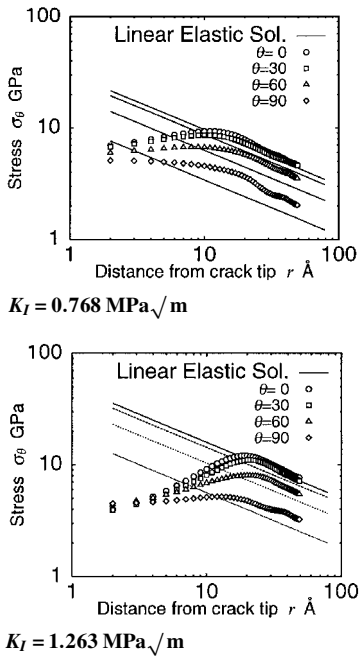 100
10
1
Stress σθ GPa
Linear Elastic Sol.
θ= 0
θ=30
θ=60
θ=90
1 10 100
Distance from crack tip r Å
K_I = 0.768 MPa√m
100
10
1
Stress σθ GPa
Linear Elastic Sol.
θ= 0
θ=30
θ=60
θ=90
1 10 100
Distance from crack tip r Å
K_I = 1.263 MPa√m